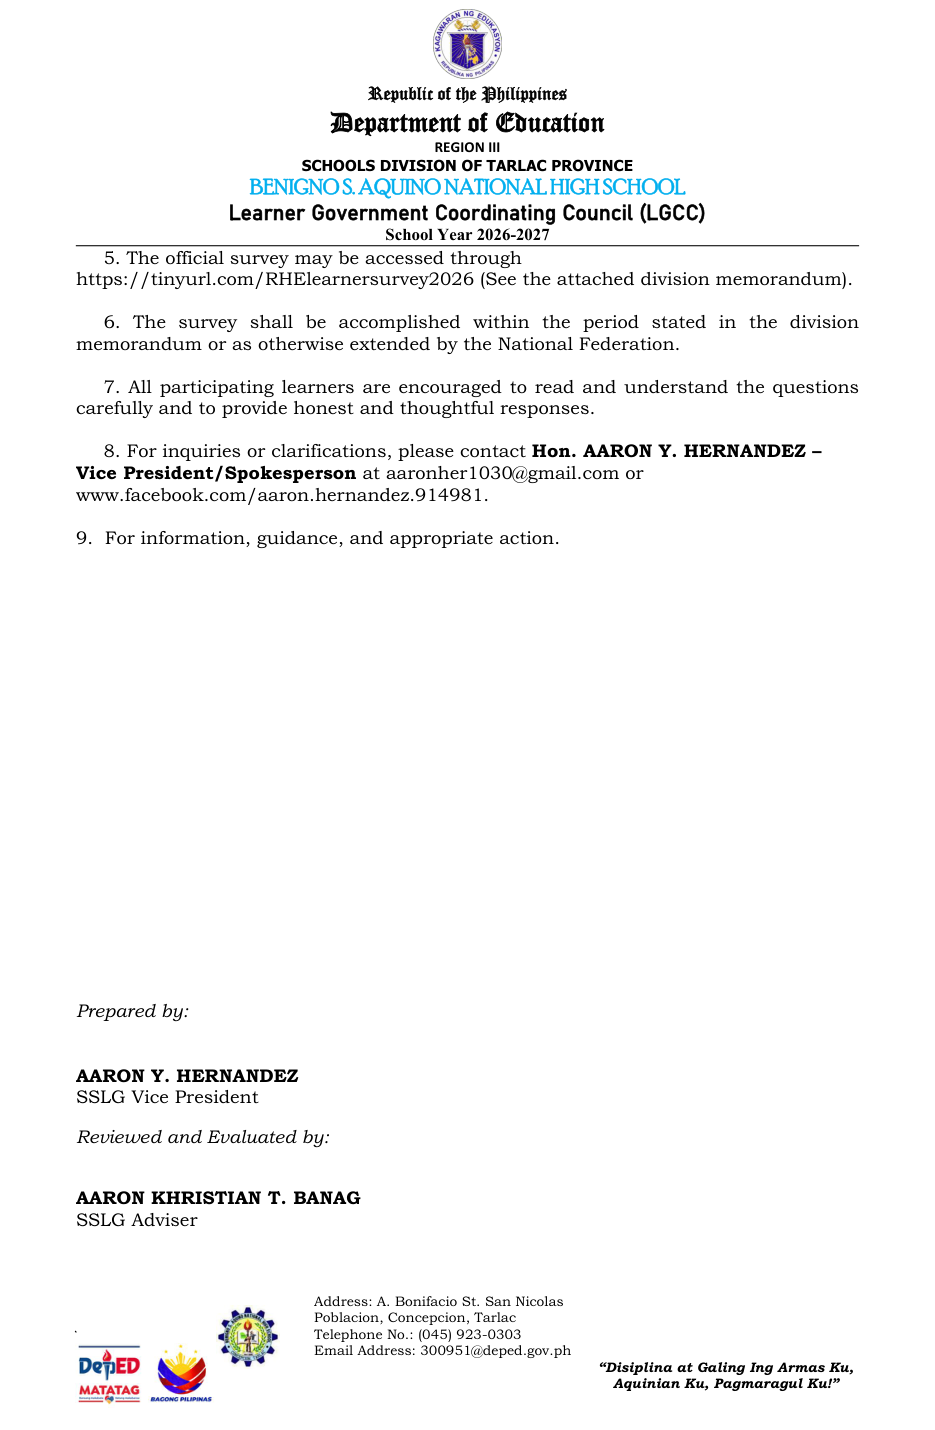 KAGAWARAN NG EDUKASYON
REPUBLIKA NG PILIPINAS
Republic of the Philippines
Department of Education
REGION III
SCHOOLS DIVISION OF TARLAC PROVINCE
BENIGNO S. AQUINO NATIONAL HIGH SCHOOL
Learner Government Coordinating Council (LGCC)
School Year 2026-2027
5. The official survey may be accessed through
https://tinyurl.com/RHElearnersurvey2026 (See the attached division memorandum).
6. The survey shall be accomplished within the period stated in the division
memorandum or as otherwise extended by the National Federation.
7. All participating learners are encouraged to read and understand the questions
carefully and to provide honest and thoughtful responses.
8. For inquiries or clarifications, please contact Hon. AARON Y. HERNANDEZ –
Vice President/Spokesperson at aaronher1030@gmail.com or
www.facebook.com/aaron.hernandez.914981.
9. For information, guidance, and appropriate action.
Prepared by:
AARON Y. HERNANDEZ
SSLG Vice President
Reviewed and Evaluated by:
AARON KHRISTIAN T. BANAG
SSLG Adviser
DepED
MATATAG
BAGONG PILIPINAS
Address: A. Bonifacio St. San Nicolas
Poblacion, Concepcion, Tarlac
Telephone No.: (045) 923-0303
Email Address: 300951@deped.gov.ph
“Disiplina at Galing Ing Armas Ku,
Aquinian Ku, Pagmaragul Ku!”